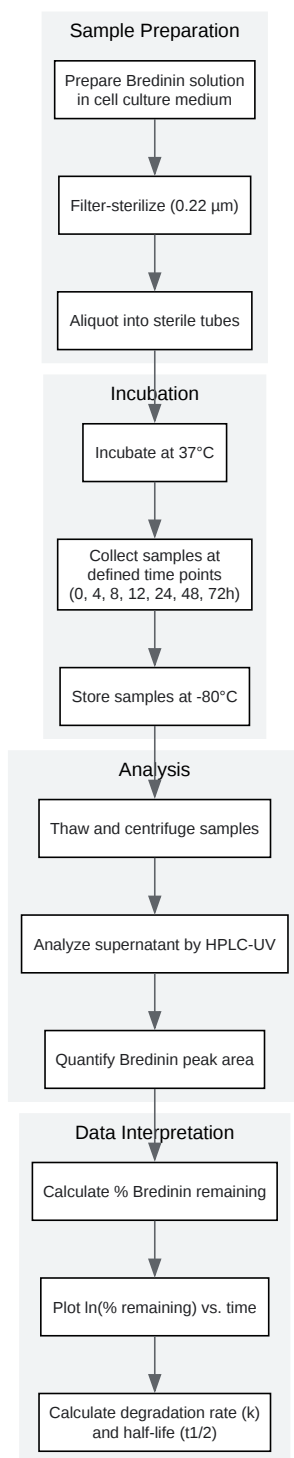 Sample Preparation
Prepare Bredinin solution
in cell culture medium
Filter-sterilize (0.22 µm)
Aliquot into sterile tubes
Incubation
Incubate at 37°C
Collect samples at
defined time points
(0, 4, 8, 12, 24, 48, 72h)
Store samples at -80°C
Analysis
Thaw and centrifuge samples
Analyze supernatant by HPLC-UV
Quantify Bredinin peak area
Data Interpretation
Calculate % Bredinin remaining
Plot ln(% remaining) vs. time
Calculate degradation rate (k)
and half-life (t1/2)